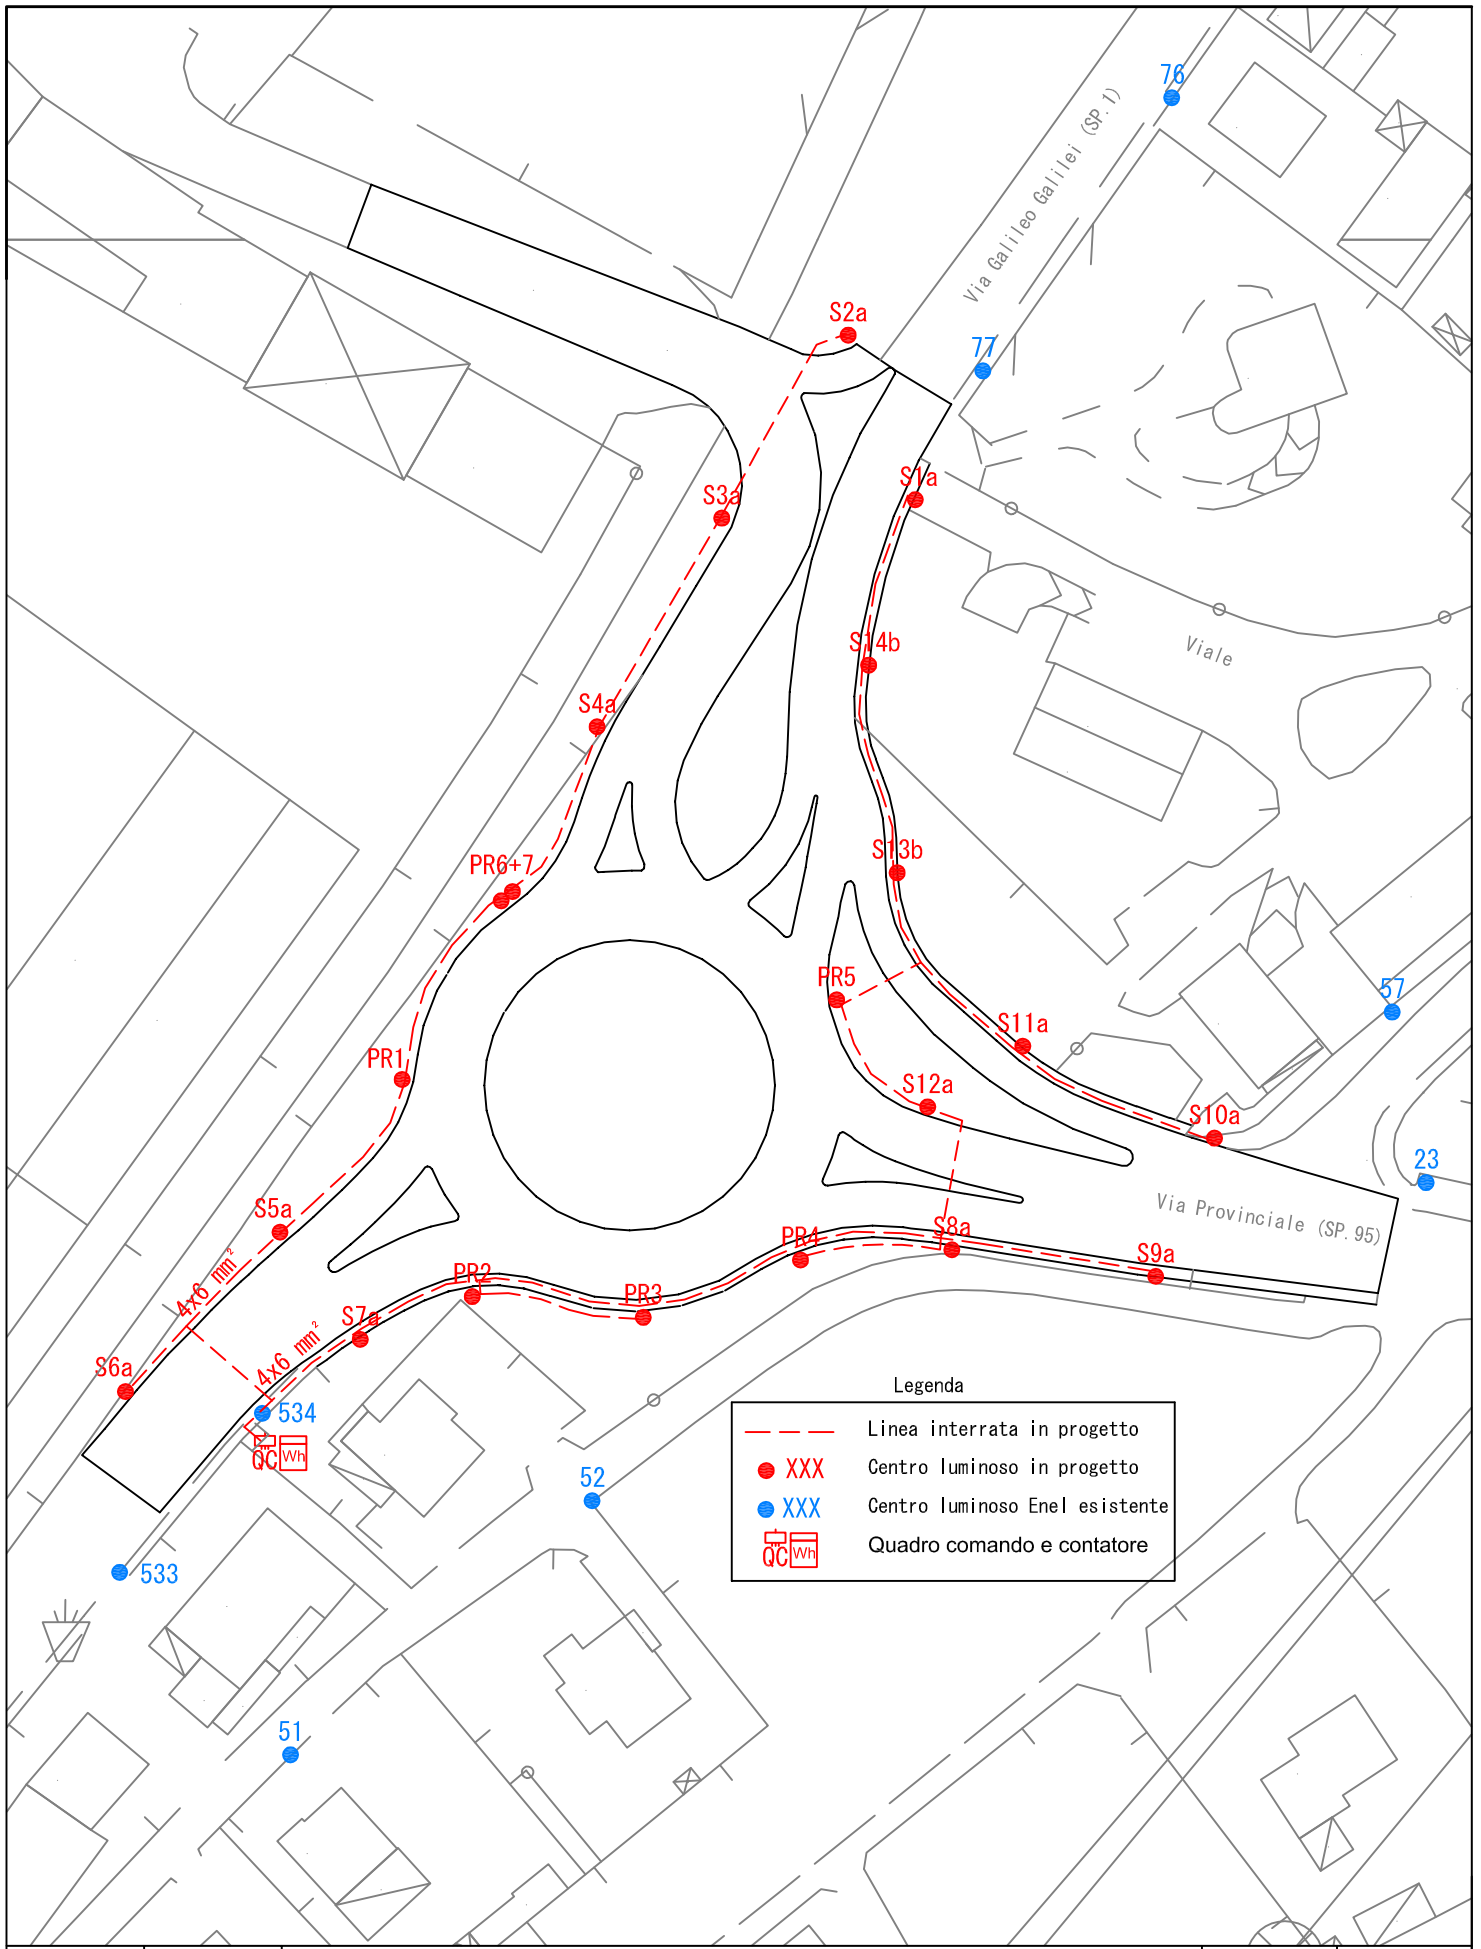 76
Via Galileo Galilei (SP.1)
S2a
77
S1a
S3a
S14b
Viale
S4a
PR6+7
S13b
PR5
57
S11a
PR1
S12a
S10a
23
S5a
Via Provinciale (SP.95)
S8a
PR4
S9a
4x6 mm²
PR2
PR3
S7a
4x6 mm²
S6a
534
QC Wh
Legenda
Linea interrata in progetto
XXX Centro luminoso in progetto
XXX Centro luminoso Enel esistente
QC Wh Quadro comando e contatore
52
533
51